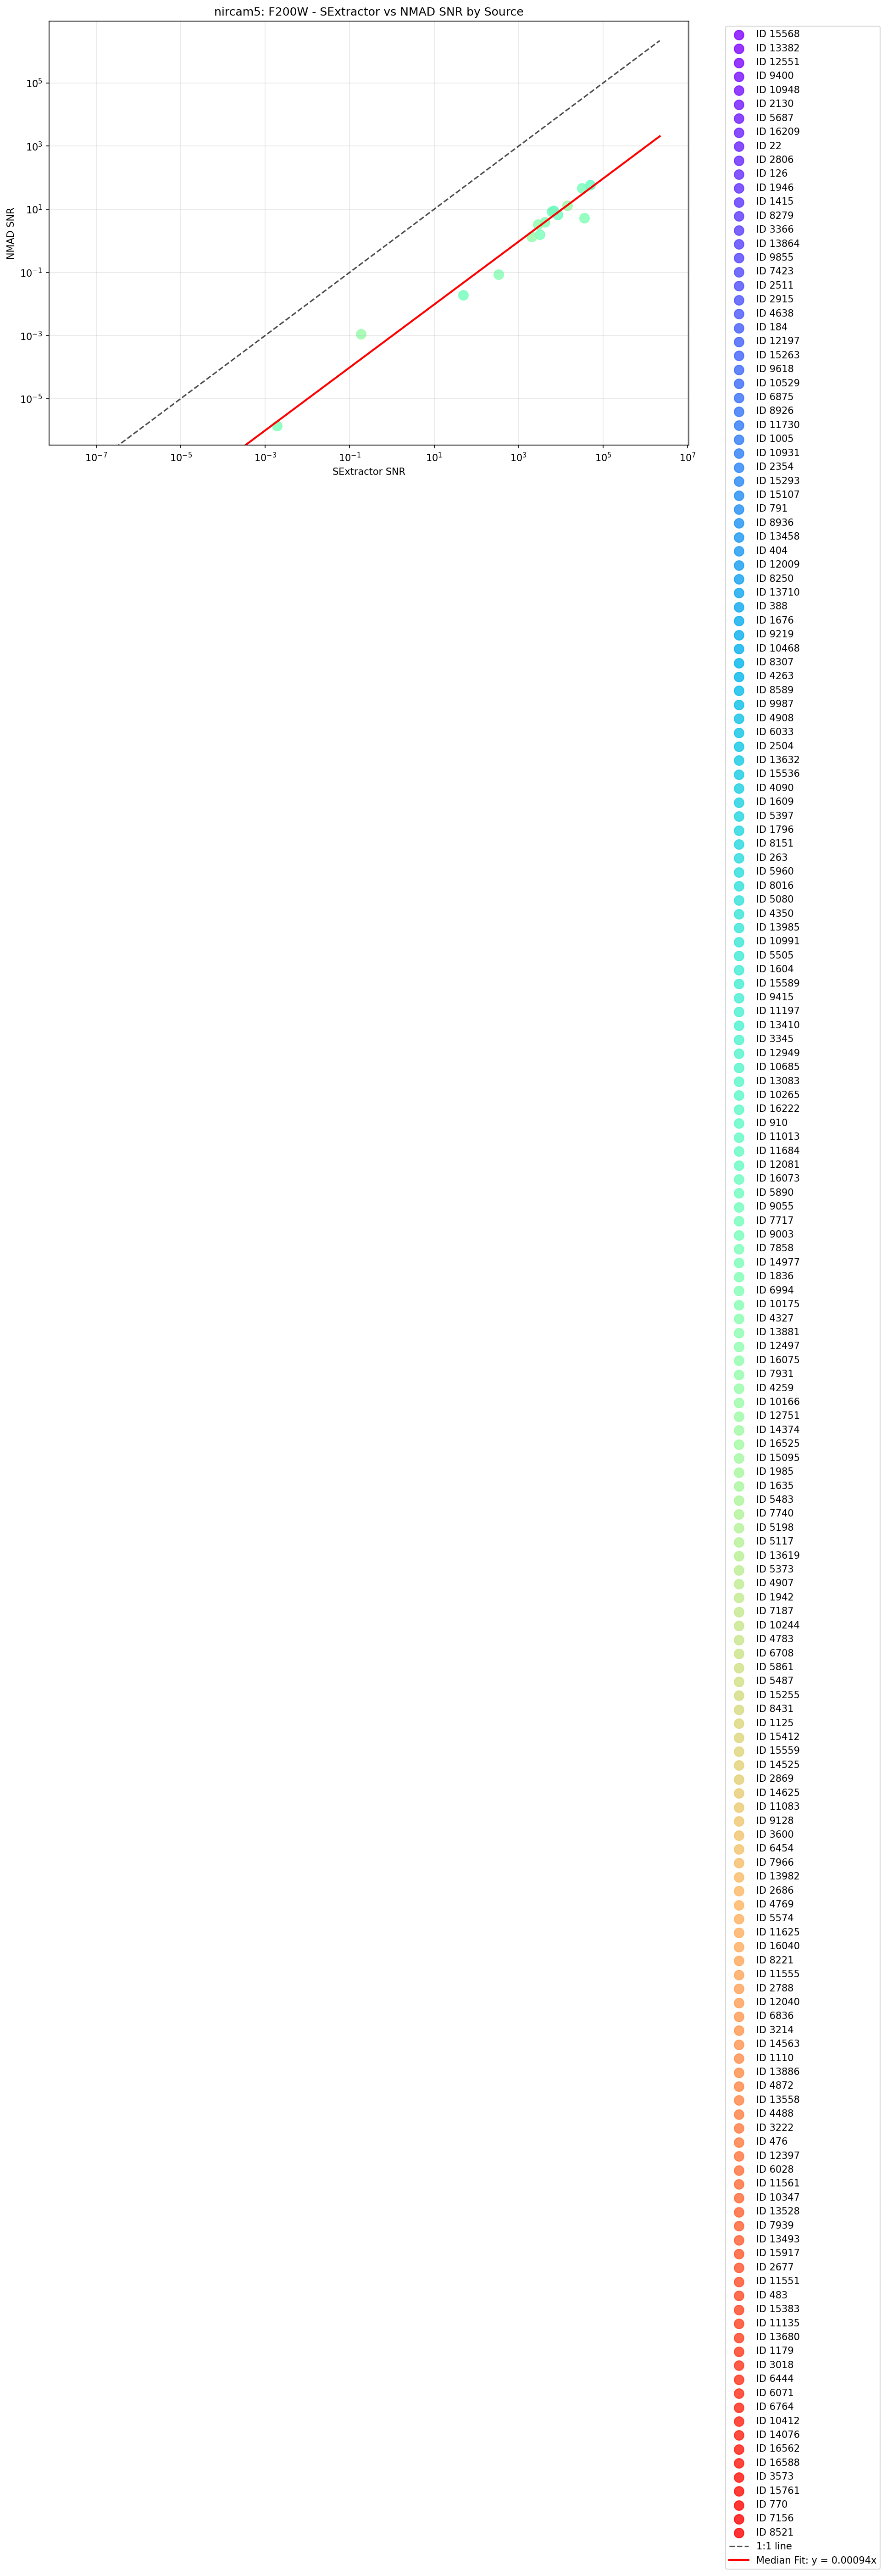 nircam5: F200W - SExtractor vs NMAD SNR by Source
NMAD SNR
10⁵
10³
10¹
10⁻¹
10⁻³
10⁻⁵
10⁻⁷
10⁻⁵
10⁻³
10⁻¹
10¹
10³
10⁵
10⁷
SExtractor SNR
ID 15568
ID 13382
ID 12551
ID 9400
ID 10948
ID 2130
ID 5687
ID 16209
ID 22
ID 2806
ID 126
ID 1946
ID 1415
ID 8279
ID 3366
ID 13864
ID 9855
ID 7423
ID 2511
ID 2915
ID 4638
ID 184
ID 12197
ID 15263
ID 9618
ID 10529
ID 6875
ID 8926
ID 11730
ID 1005
ID 10931
ID 2354
ID 15293
ID 15107
ID 791
ID 8936
ID 13458
ID 404
ID 12009
ID 8250
ID 13710
ID 388
ID 1676
ID 9219
ID 10468
ID 8307
ID 4263
ID 8589
ID 9987
ID 4908
ID 6033
ID 2504
ID 13632
ID 15536
ID 4090
ID 1609
ID 5397
ID 1796
ID 8151
ID 263
ID 5960
ID 8016
ID 5080
ID 4350
ID 13985
ID 10991
ID 5505
ID 1604
ID 15589
ID 9415
ID 11197
ID 13410
ID 3345
ID 12949
ID 10685
ID 13083
ID 10265
ID 16222
ID 910
ID 11013
ID 11684
ID 12081
ID 16073
ID 5890
ID 9055
ID 7717
ID 9003
ID 7858
ID 14977
ID 1836
ID 6994
ID 10175
ID 4327
ID 13881
ID 12497
ID 16075
ID 7931
ID 4259
ID 10166
ID 12751
ID 14374
ID 16525
ID 15095
ID 1985
ID 1635
ID 5483
ID 7740
ID 5198
ID 5117
ID 13619
ID 5373
ID 4907
ID 1942
ID 7187
ID 10244
ID 4783
ID 6708
ID 5861
ID 5487
ID 15255
ID 8431
ID 1125
ID 15412
ID 15559
ID 14525
ID 2869
ID 14625
ID 11083
ID 9128
ID 3600
ID 6454
ID 7966
ID 13982
ID 2686
ID 4769
ID 5574
ID 11625
ID 16040
ID 8221
ID 11555
ID 2788
ID 12040
ID 6836
ID 3214
ID 14563
ID 1110
ID 13886
ID 4872
ID 13558
ID 4488
ID 3222
ID 476
ID 12397
ID 6028
ID 11561
ID 10347
ID 13528
ID 7939
ID 13493
ID 15917
ID 2677
ID 11551
ID 483
ID 15383
ID 11135
ID 13680
ID 1179
ID 3018
ID 6444
ID 6071
ID 6764
ID 10412
ID 14076
ID 16562
ID 16588
ID 3573
ID 15761
ID 770
ID 7156
ID 8521
1:1 line
Median Fit: y = 0.00094x